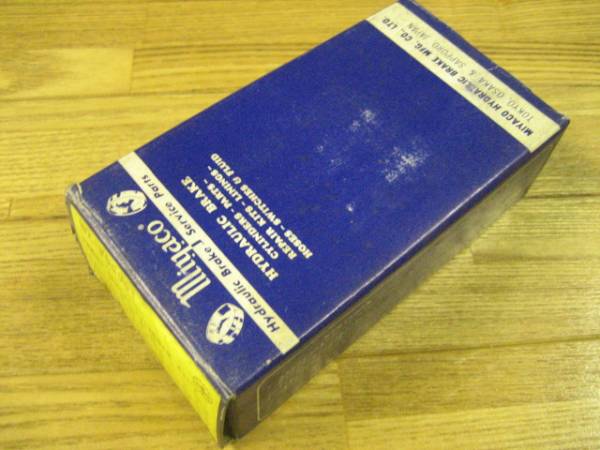 Miyaco®
Hydraulic Brake Service Parts
HYDRAULIC BRAKE
CYLINDERS - PARTS -
REPAIR KITS - LININGS -
HOSES - SWITCHES & FLUID
MIYACO HYDRAULIC BRAKE MFG. CO., LTD.
TOKYO, OSAKA & SAPPORO JAPAN